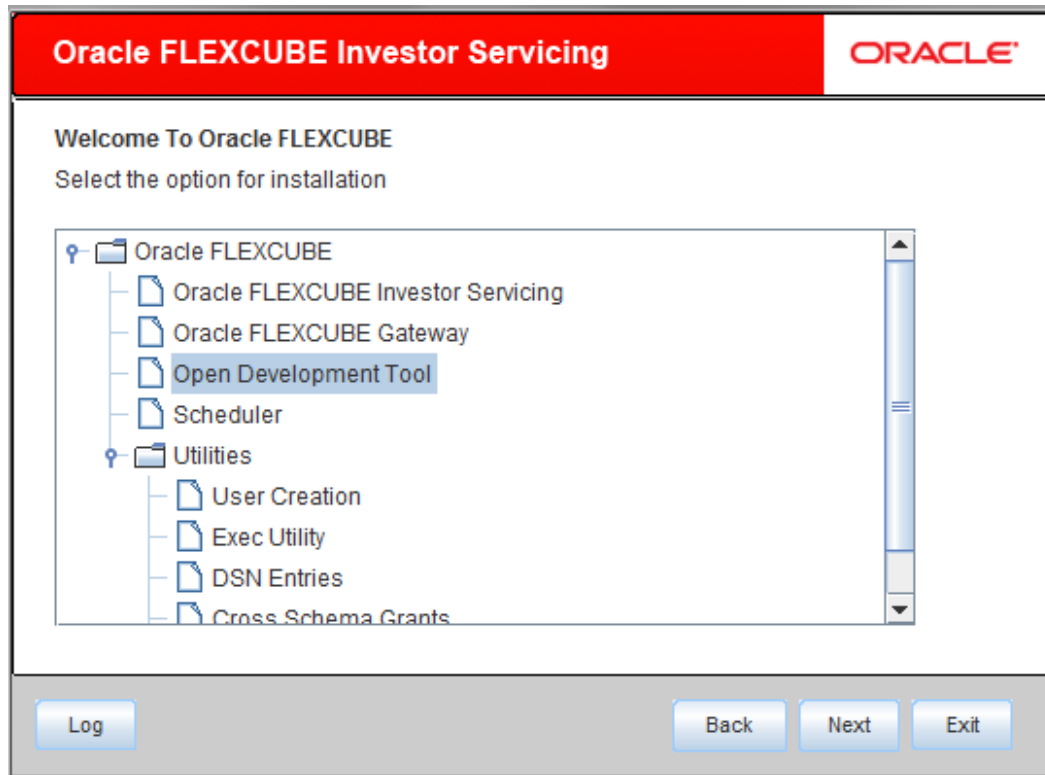 Oracle FLEXCUBE Investor Servicing
ORACLE
Welcome To Oracle FLEXCUBE
Select the option for installation
Oracle FLEXCUBE
Oracle FLEXCUBE Investor Servicing
Oracle FLEXCUBE Gateway
Open Development Tool
Scheduler
Utilities
User Creation
Exec Utility
DSN Entries
Cross Schema Grants
Log
Back
Next
Exit